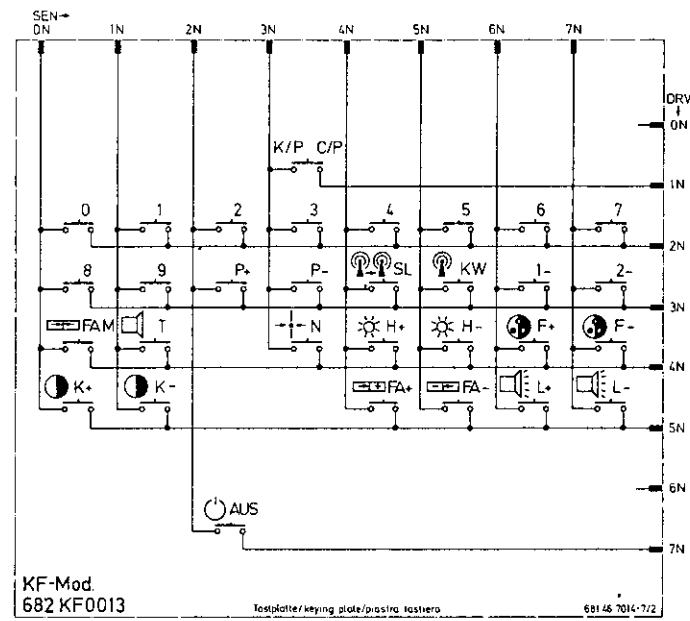 SEN→
0N 1N 2N 3N 4N 5N 6N 7N
DRV
↓
0N
K/P C/P
1N
0 1 2 3 4 5 6 7
2N
8 9 P+ P- SL KW 1- 2-
3N
FAM T N H+ H- F+ F-
4N
K+ K- FA+ FA- L+ L-
5N
6N
AUS
7N
KF-Mod.
682 KF0013
Tastplatte/keying plate/piastra tastiera
681 46 7014-7/2